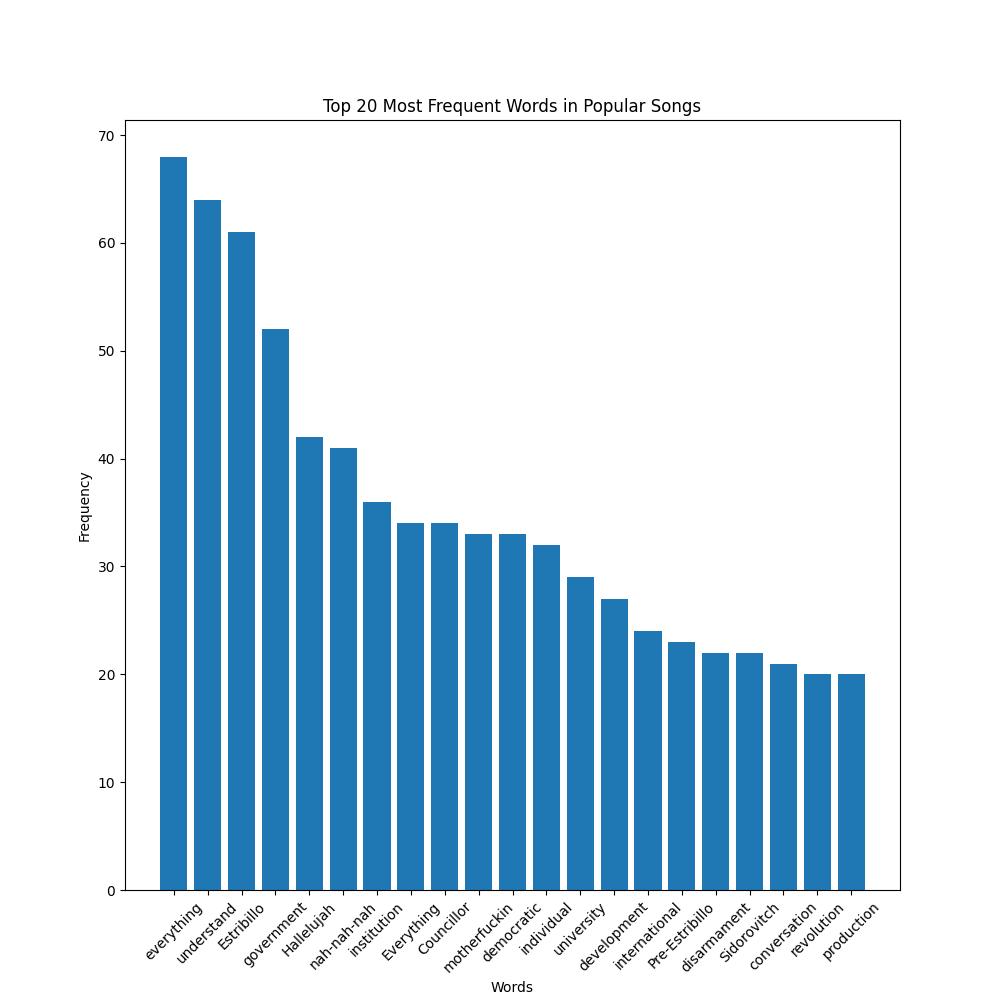 Top 20 Most Frequent Words in Popular Songs
70
60
50
40
30
20
10
0
Frequency
everything
understand
Estribillo
government
Hallelujah
nah-nah-nah
institution
Everything
Councillor
motherfuckin
democratic
individual
university
development
international
Pre-Estribillo
disarmament
Sidorovitch
conversation
revolution
production
Words